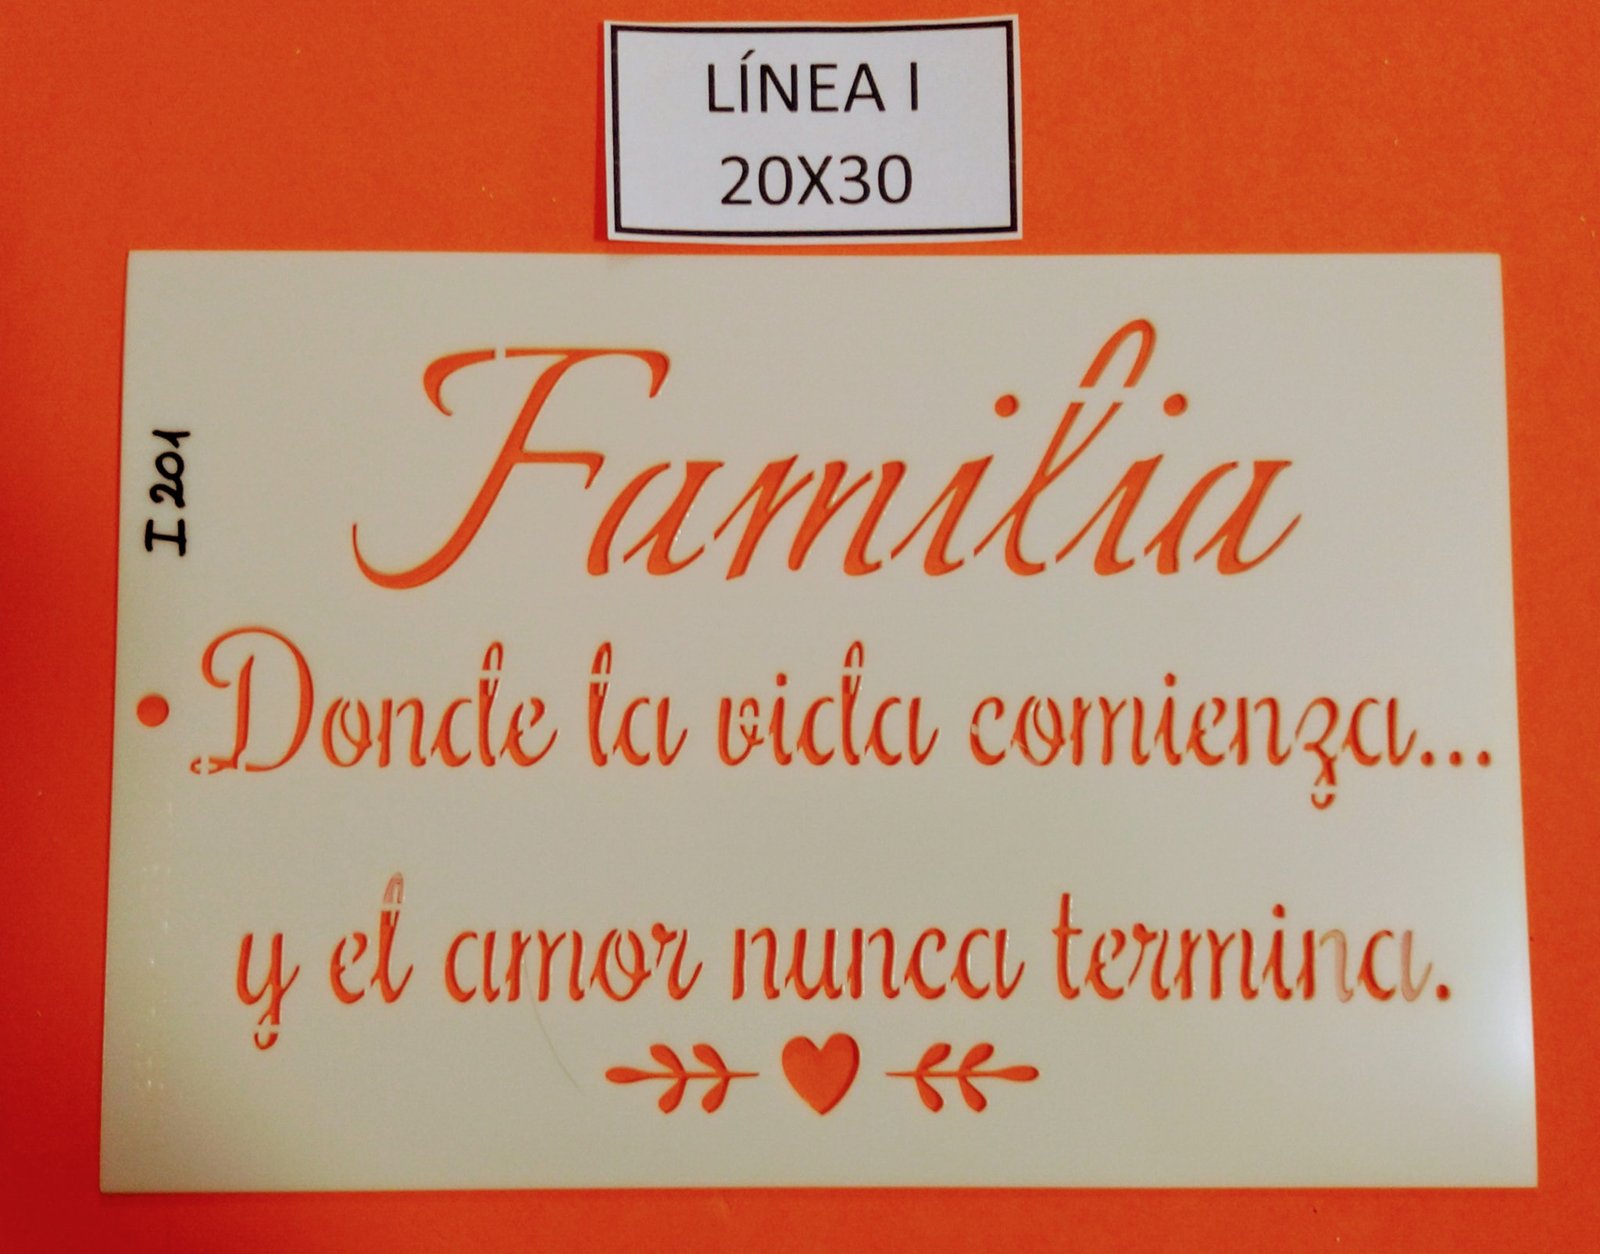 LÍNEA I
20X30
I 201
Familia
Donde la vida comienza...
y el amor nunca termina.